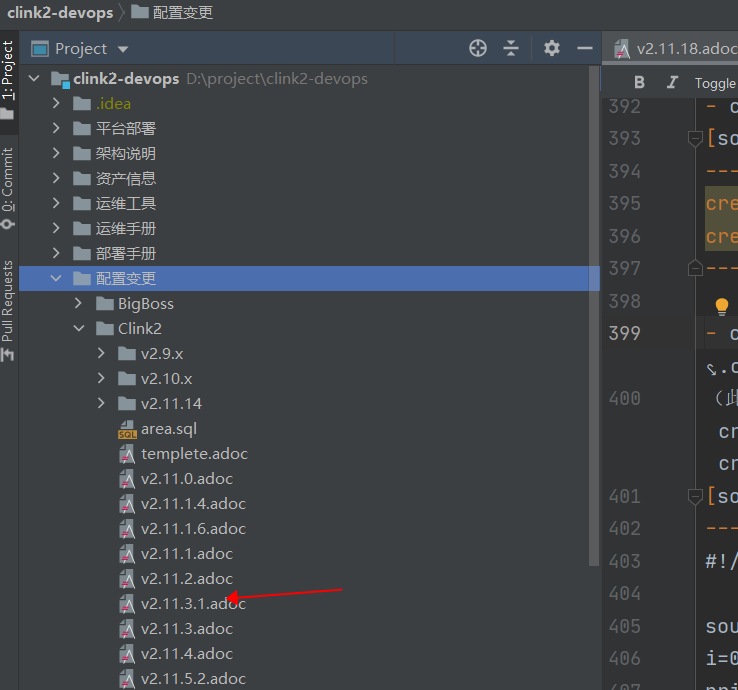 clink2-devops 配置变更
Project
v2.11.18.adoc
1: Project
0: Commit
Pull Requests
clink2-devops D:\project\clink2-devops
.idea
平台部署
架构说明
资产信息
运维工具
运维手册
部署手册
配置变更
BigBoss
Clink2
v2.9.x
v2.10.x
v2.11.14
area.sql
templete.adoc
v2.11.0.adoc
v2.11.1.4.adoc
v2.11.1.6.adoc
v2.11.1.adoc
v2.11.2.adoc
v2.11.3.1.adoc
v2.11.3.adoc
v2.11.4.adoc
v2.11.5.2.adoc
B I Toggle
392 - c
393 [so
394 ---
395 cre
396 cre
397 ---
398
399 - c
.c
400 （此
cr
cr
401 [so
402 ---
403 #!/
404
405 sou
406 i=0